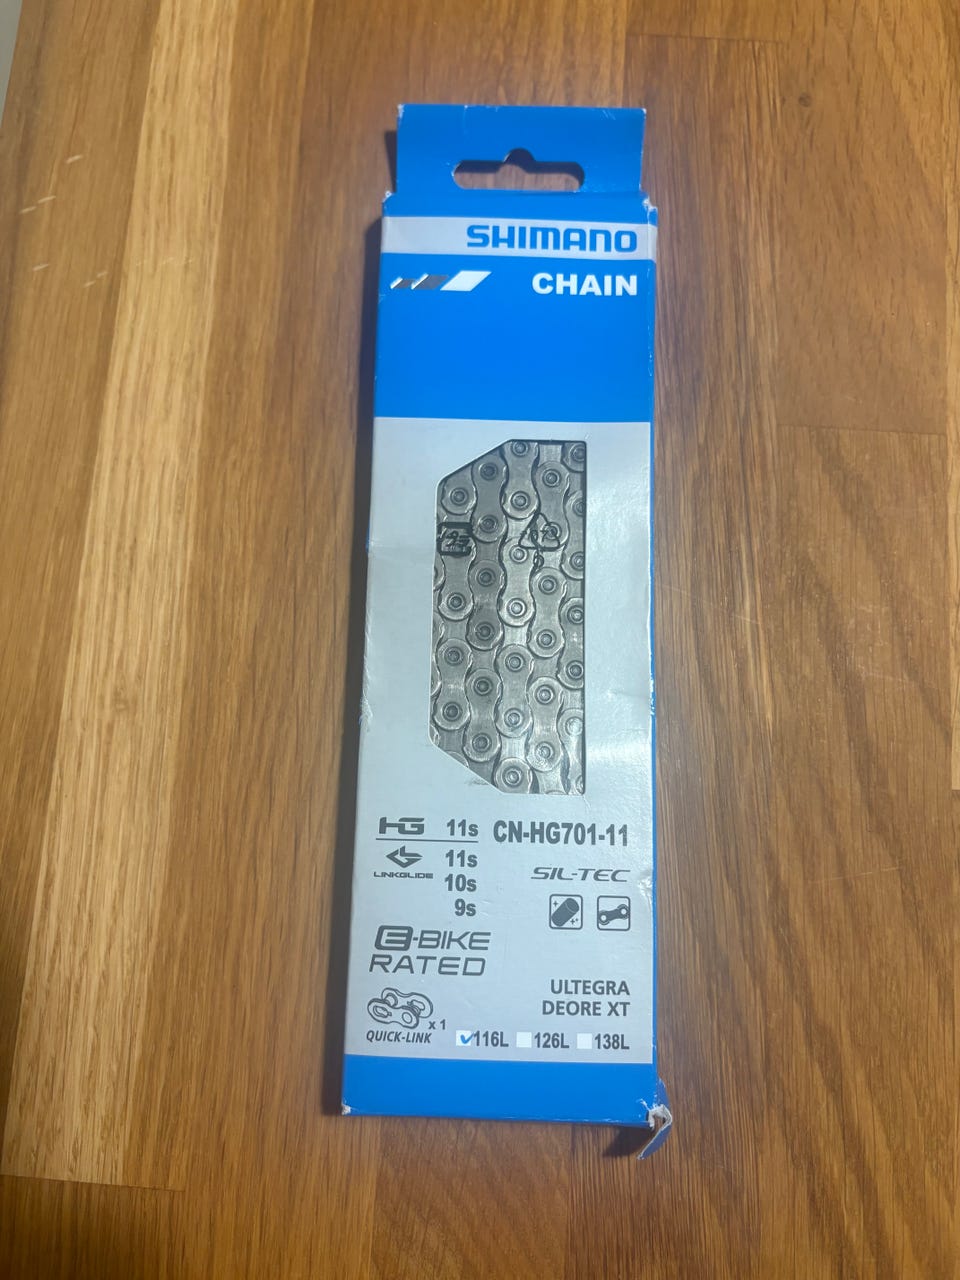 SHIMANO
CHAIN
HG 11s CN-HG701-11
LINKGLIDE 11s
10s
9s
SIL-TEC
E-BIKE
RATED
ULTEGRA
DEORE XT
x 1
QUICK-LINK
116L 126L 138L